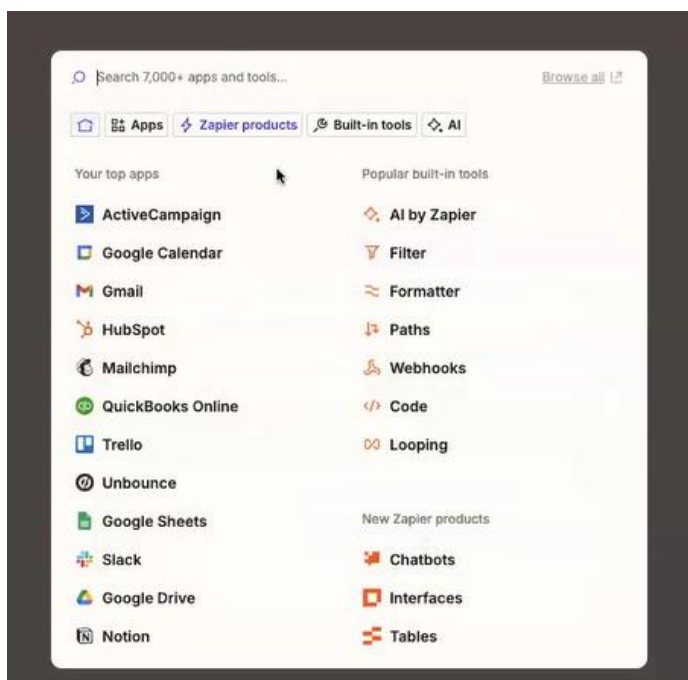 Search 7,000+ apps and tools...
Browse all
Apps
Zapier products
Built-in tools
AI
Your top apps
ActiveCampaign
Google Calendar
Gmail
HubSpot
Mailchimp
QuickBooks Online
Trello
Unbounce
Google Sheets
Slack
Google Drive
Notion
Popular built-in tools
AI by Zapier
Filter
Formatter
Paths
Webhooks
Code
Looping
New Zapier products
Chatbots
Interfaces
Tables